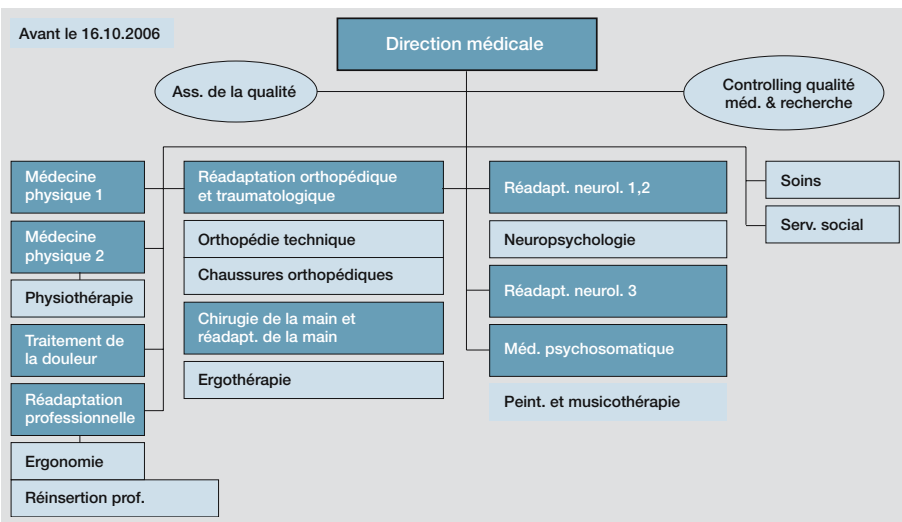 Avant le 16.10.2006
Direction médicale
Ass. de la qualité
Controlling qualité
méd. & recherche
Médecine
physique 1
Médecine
physique 2
Physiothérapie
Traitement de
la douleur
Réadaptation
professionnelle
Ergonomie
Réinsertion prof.
Réadaptation orthopédique
et traumatologique
Orthopédie technique
Chaussures orthopédiques
Chirugie de la main et
réadapt. de la main
Ergothérapie
Réadapt. neurol. 1,2
Neuropsychologie
Réadapt. neurol. 3
Méd. psychosomatique
Peint. et musicothérapie
Soins
Serv. social